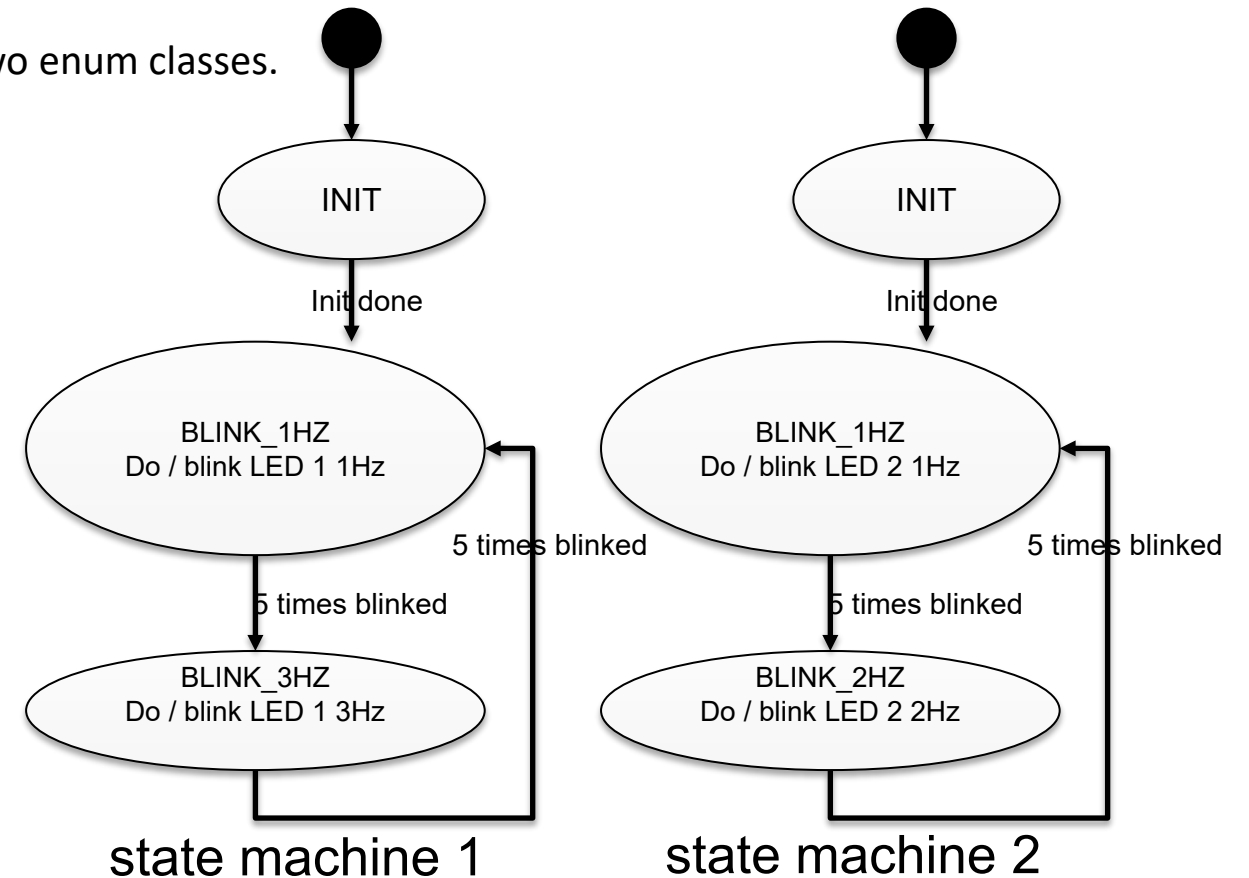 enum classes.
INIT
Init done
BLINK_1HZ
Do / blink LED 1 1Hz
5 times blinked
5 times blinked
BLINK_3HZ
Do / blink LED 1 3Hz
state machine 1
INIT
Init done
BLINK_1HZ
Do / blink LED 2 1Hz
5 times blinked
5 times blinked
BLINK_2HZ
Do / blink LED 2 2Hz
state machine 2